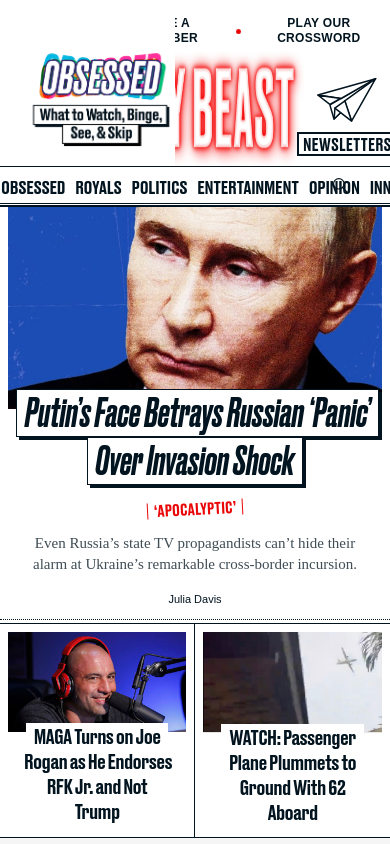 E A
BER
PLAY OUR
CROSSWORD
OBSESSED
What to Watch, Binge,
See, & Skip
Y BEAST
NEWSLETTERS
OBSESSED ROYALS POLITICS ENTERTAINMENT OPINION INN
Putin’s Face Betrays Russian ‘Panic’
Over Invasion Shock
‘APOCALYPTIC’
Even Russia’s state TV propagandists can’t hide their
alarm at Ukraine’s remarkable cross-border incursion.
Julia Davis
MAGA Turns on Joe
Rogan as He Endorses
RFK Jr. and Not
Trump
WATCH: Passenger
Plane Plummets to
Ground With 62
Aboard